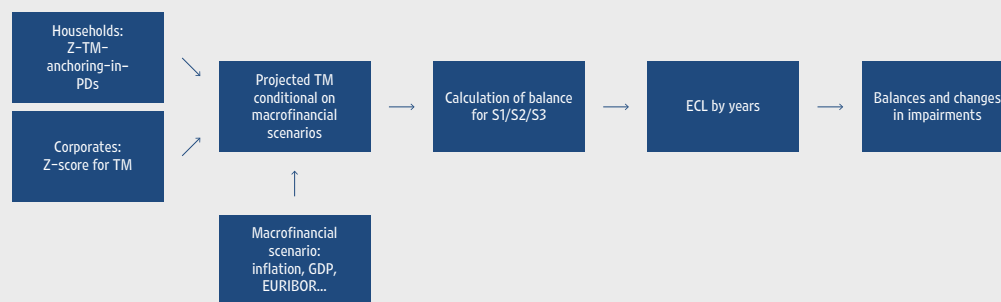 Households:
Z-TM-
anchoring-in-
PDs
Corporates:
Z-score for TM
Projected TM
conditional on
macrofinancial
scenarios
Macrofinancial
scenario:
inflation, GDP,
EURIBOR...
Calculation of balance
for S1/S2/S3
ECL by years
Balances and changes
in impairments